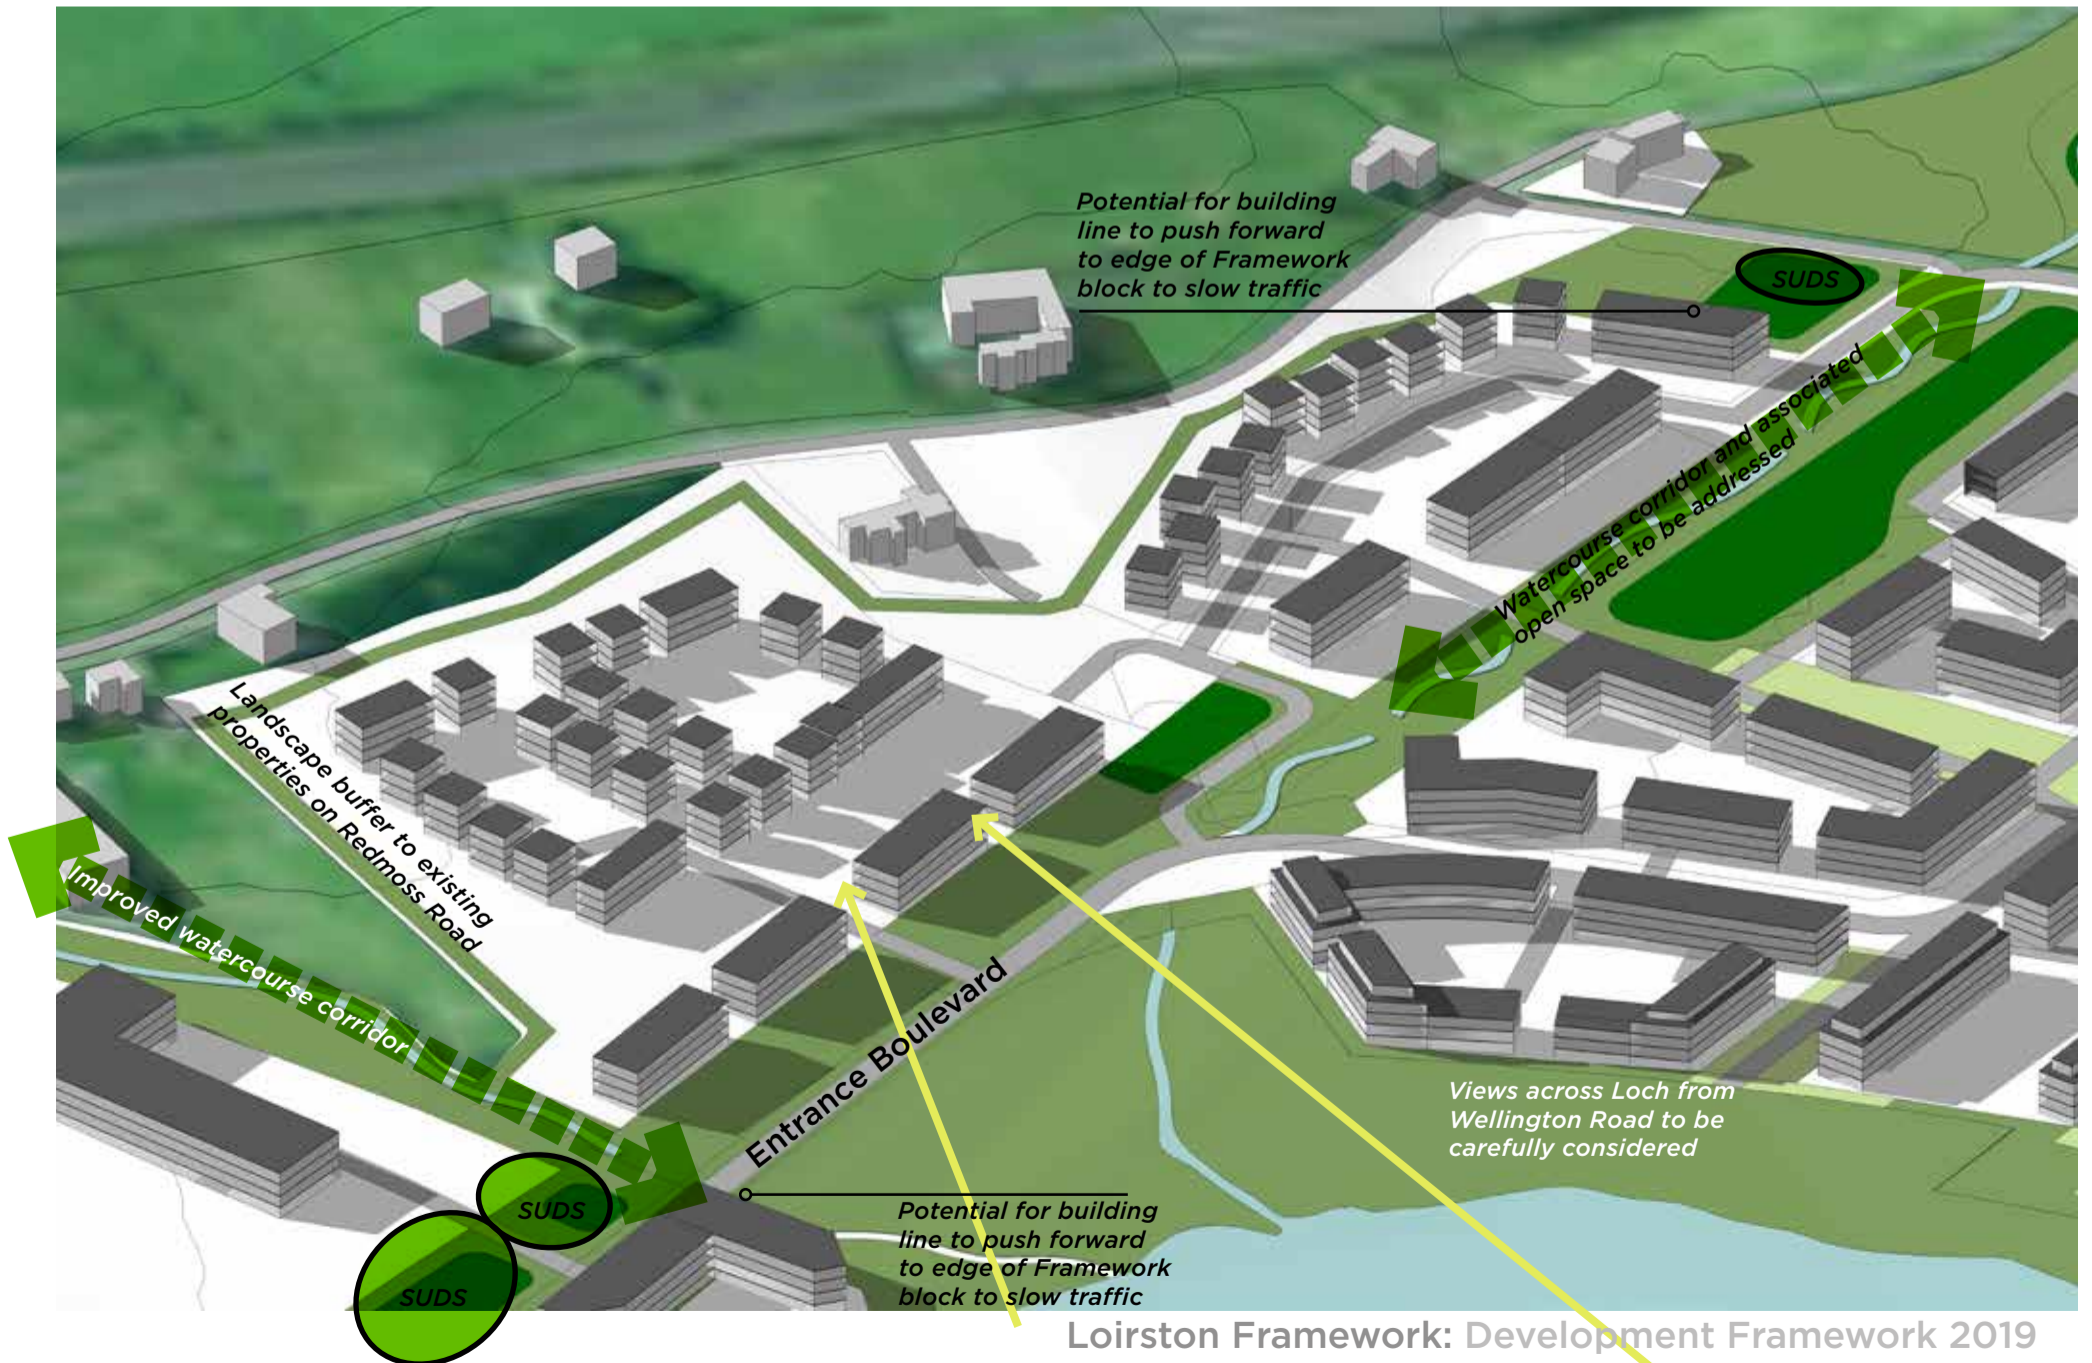 Potential for building
line to push forward
to edge of Framework
block to slow traffic
SUDS
Watercourse corridor and associated
open space to be addressed
Landscape buffer to existing
properties on Redmoss Road
Improved watercourse corridor
Entrance Boulevard
Views across Loch from
Wellington Road to be
carefully considered
SUDS
SUDS
Potential for building
line to push forward
to edge of Framework
block to slow traffic
Loirston Framework: Development Framework 2019